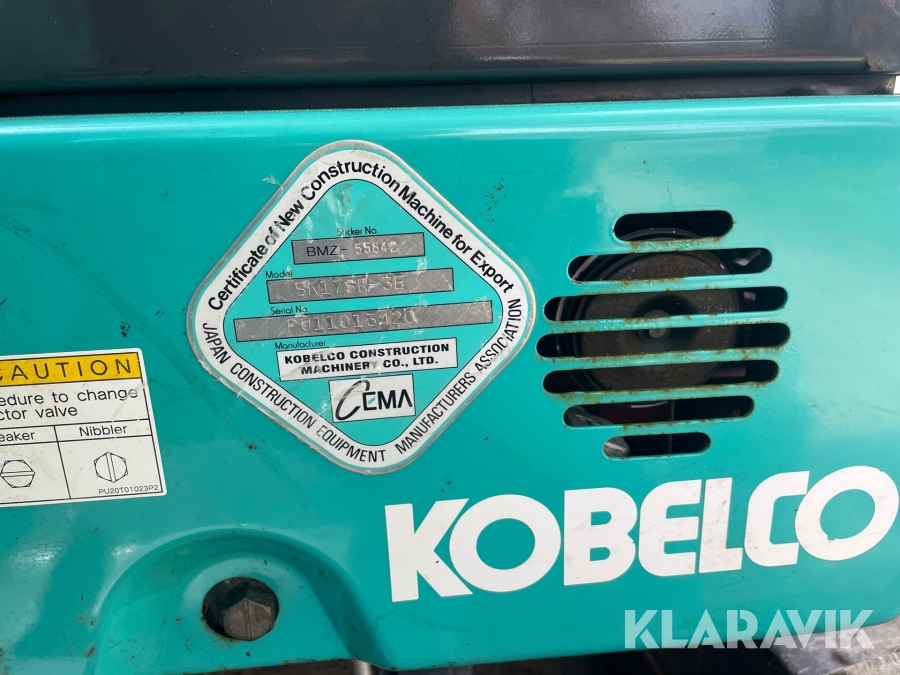 Certificate of New Construction Machine for Export
Sticker No.
BMZ- 55842
Model
SK17SR-3E
Serial No.
PU11013420
Manufacturer
KOBELCO CONSTRUCTION
MACHINERY CO., LTD.
CEMA
JAPAN CONSTRUCTION EQUIPMENT MANUFACTURERS ASSOCIATION
CAUTION
edure to change
ctor valve
eaker Nibbler
PU20T01023P2
KOBELCO
KLARAVIK